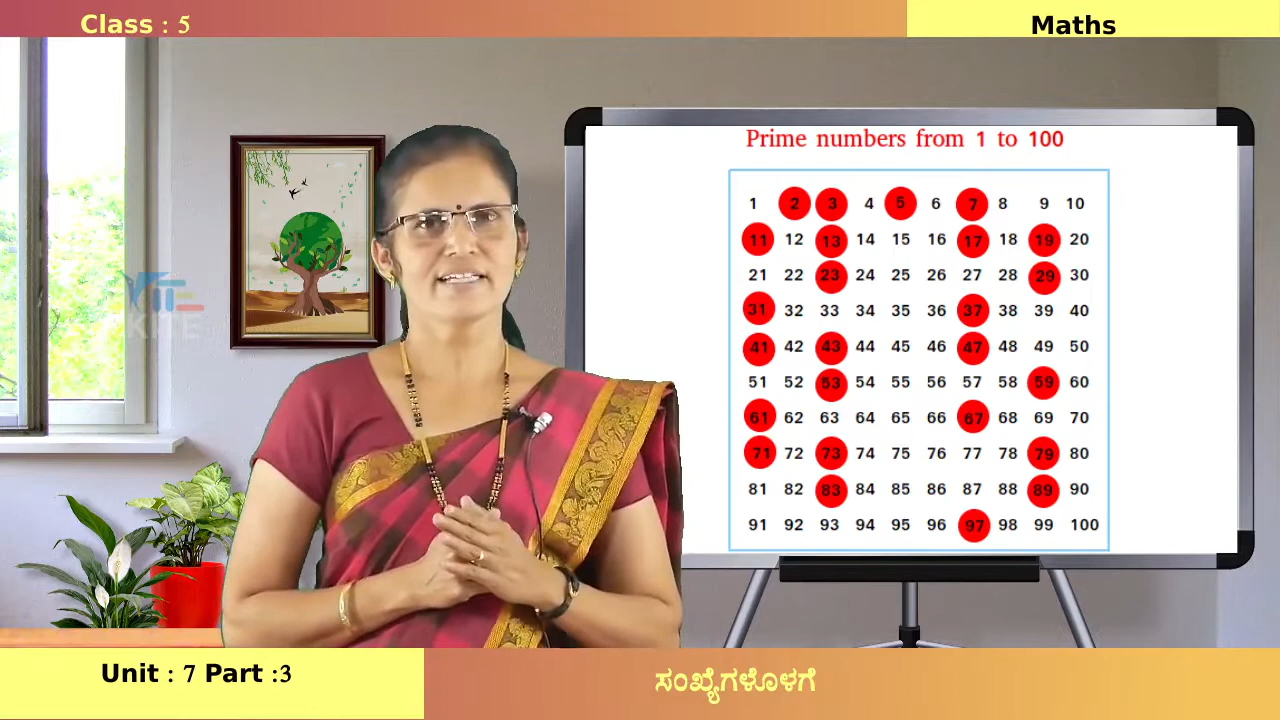 Class : 5
Maths
Prime numbers from 1 to 100
1 2 3 4 5 6 7 8 9 10
11 12 13 14 15 16 17 18 19 20
21 22 23 24 25 26 27 28 29 30
31 32 33 34 35 36 37 38 39 40
41 42 43 44 45 46 47 48 49 50
51 52 53 54 55 56 57 58 59 60
61 62 63 64 65 66 67 68 69 70
71 72 73 74 75 76 77 78 79 80
81 82 83 84 85 86 87 88 89 90
91 92 93 94 95 96 97 98 99 100
KITE
Unit : 7 Part :3
ಸಂಖ್ಯೆಗಳೊಳಗೆ